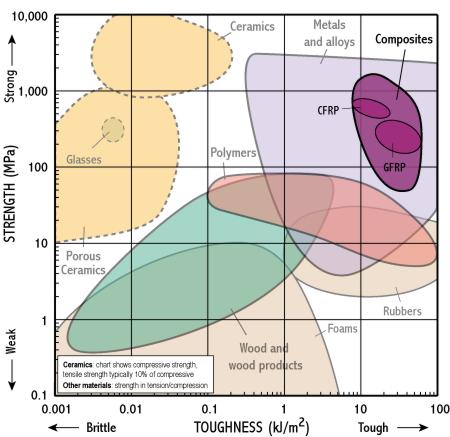 10,000
1,000
100
10
1
0.1
Strong
STRENGTH (MPa)
Weak
Ceramics
Metals
and alloys
Composites
CFRP
GFRP
Glasses
Polymers
Porous
Ceramics
Rubbers
Foams
Wood and
wood products
Ceramics: chart shows compressive strength,
tensile strength typically 10% of compressive
Other materials: strength in tension/compression
0.001
0.01
0.1
1
10
100
Brittle
TOUGHNESS (kJ/m²)
Tough